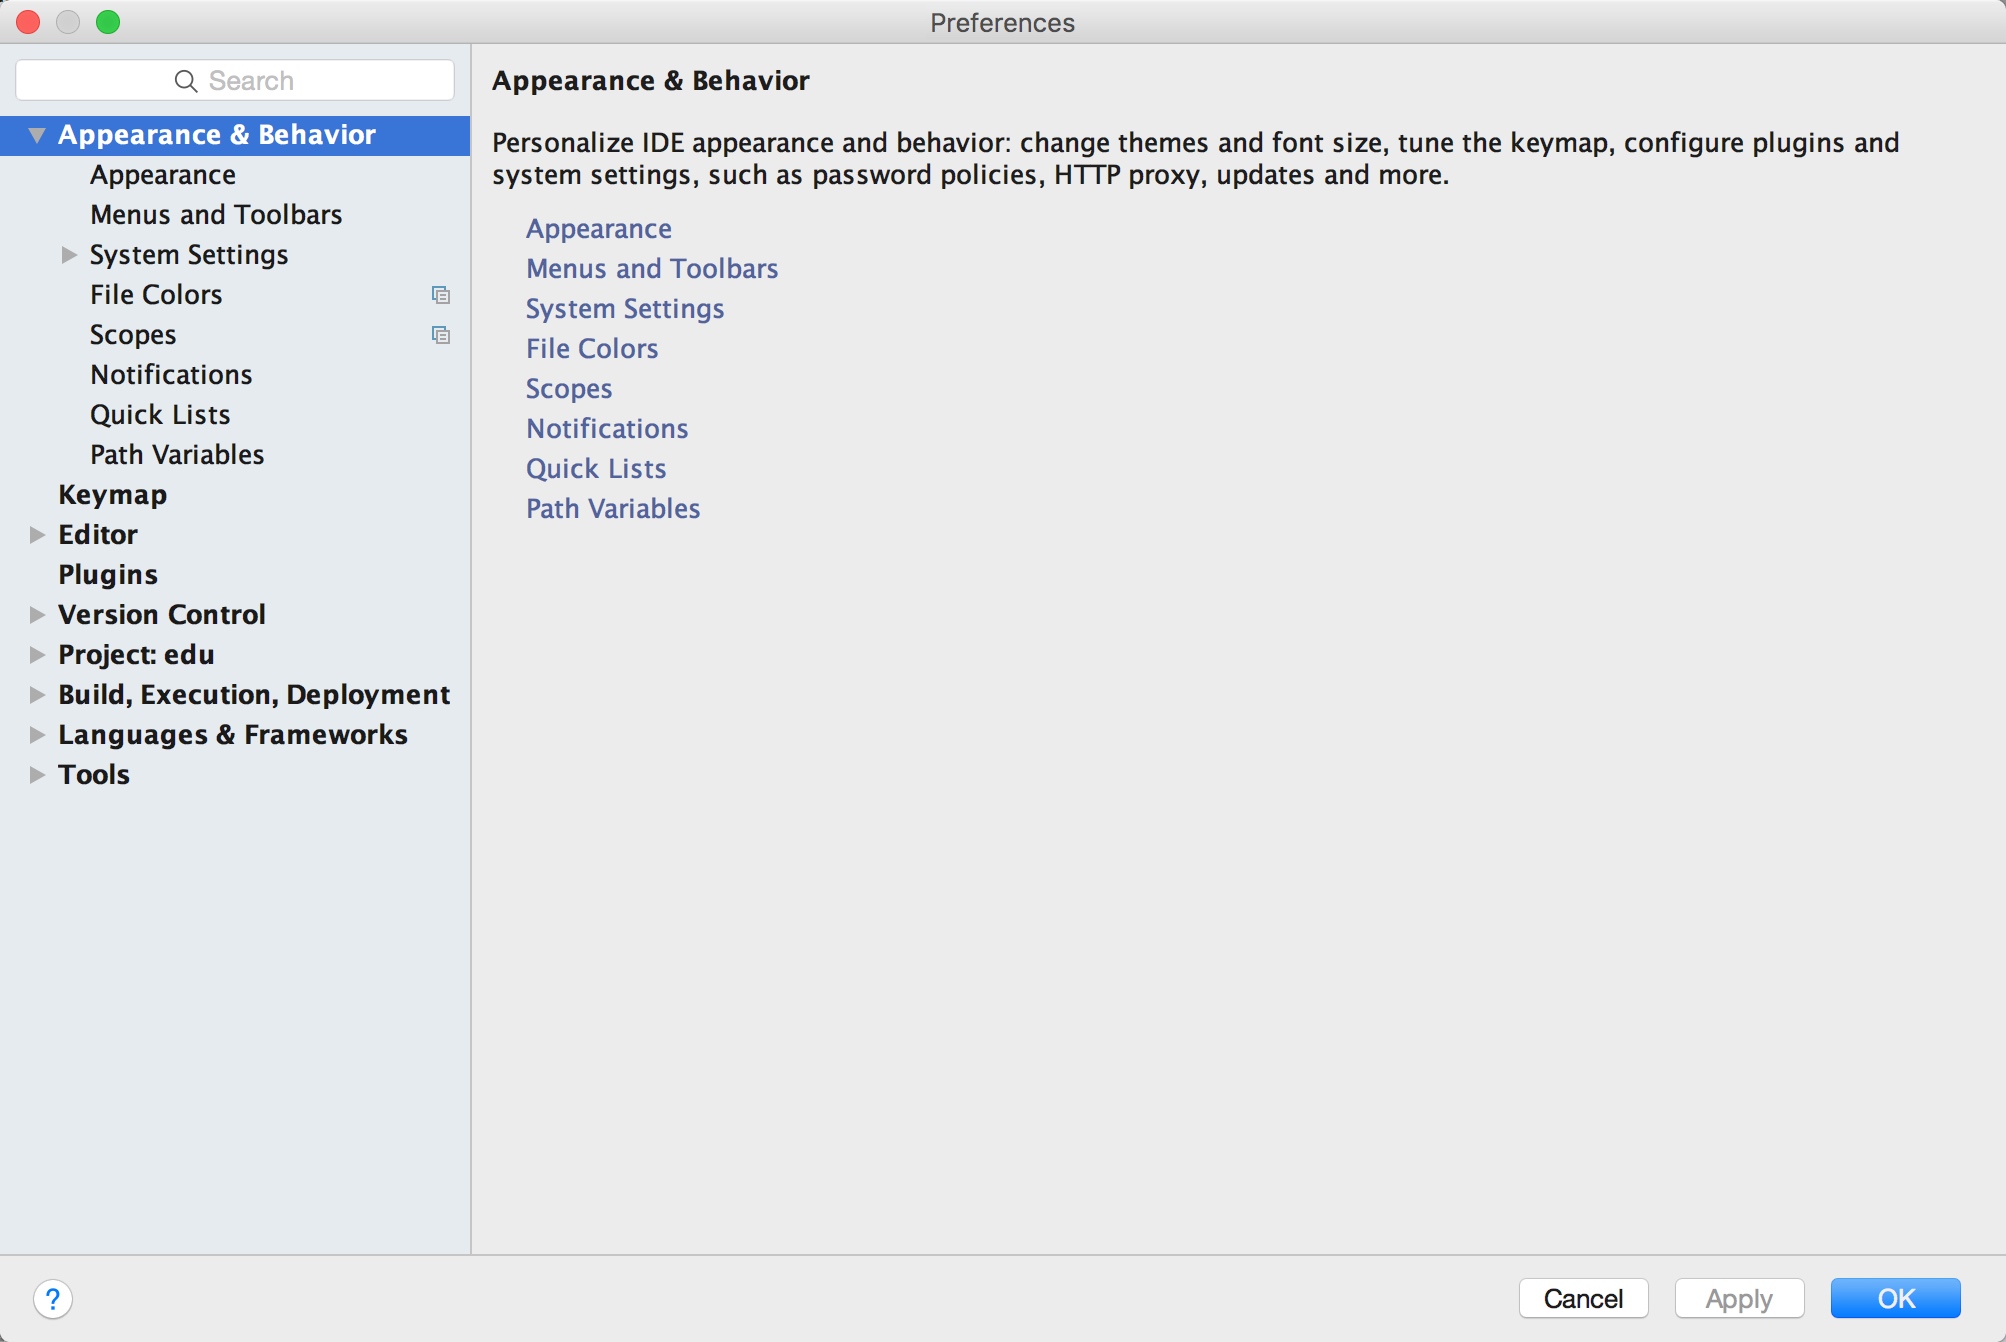 Preferences
Search
Appearance & Behavior
Appearance
Menus and Toolbars
System Settings
File Colors
Scopes
Notifications
Quick Lists
Path Variables
Keymap
Editor
Plugins
Version Control
Project: edu
Build, Execution, Deployment
Languages & Frameworks
Tools
Appearance & Behavior
Personalize IDE appearance and behavior: change themes and font size, tune the keymap, configure plugins and
system settings, such as password policies, HTTP proxy, updates and more.
Appearance
Menus and Toolbars
System Settings
File Colors
Scopes
Notifications
Quick Lists
Path Variables
?
Cancel
Apply
OK